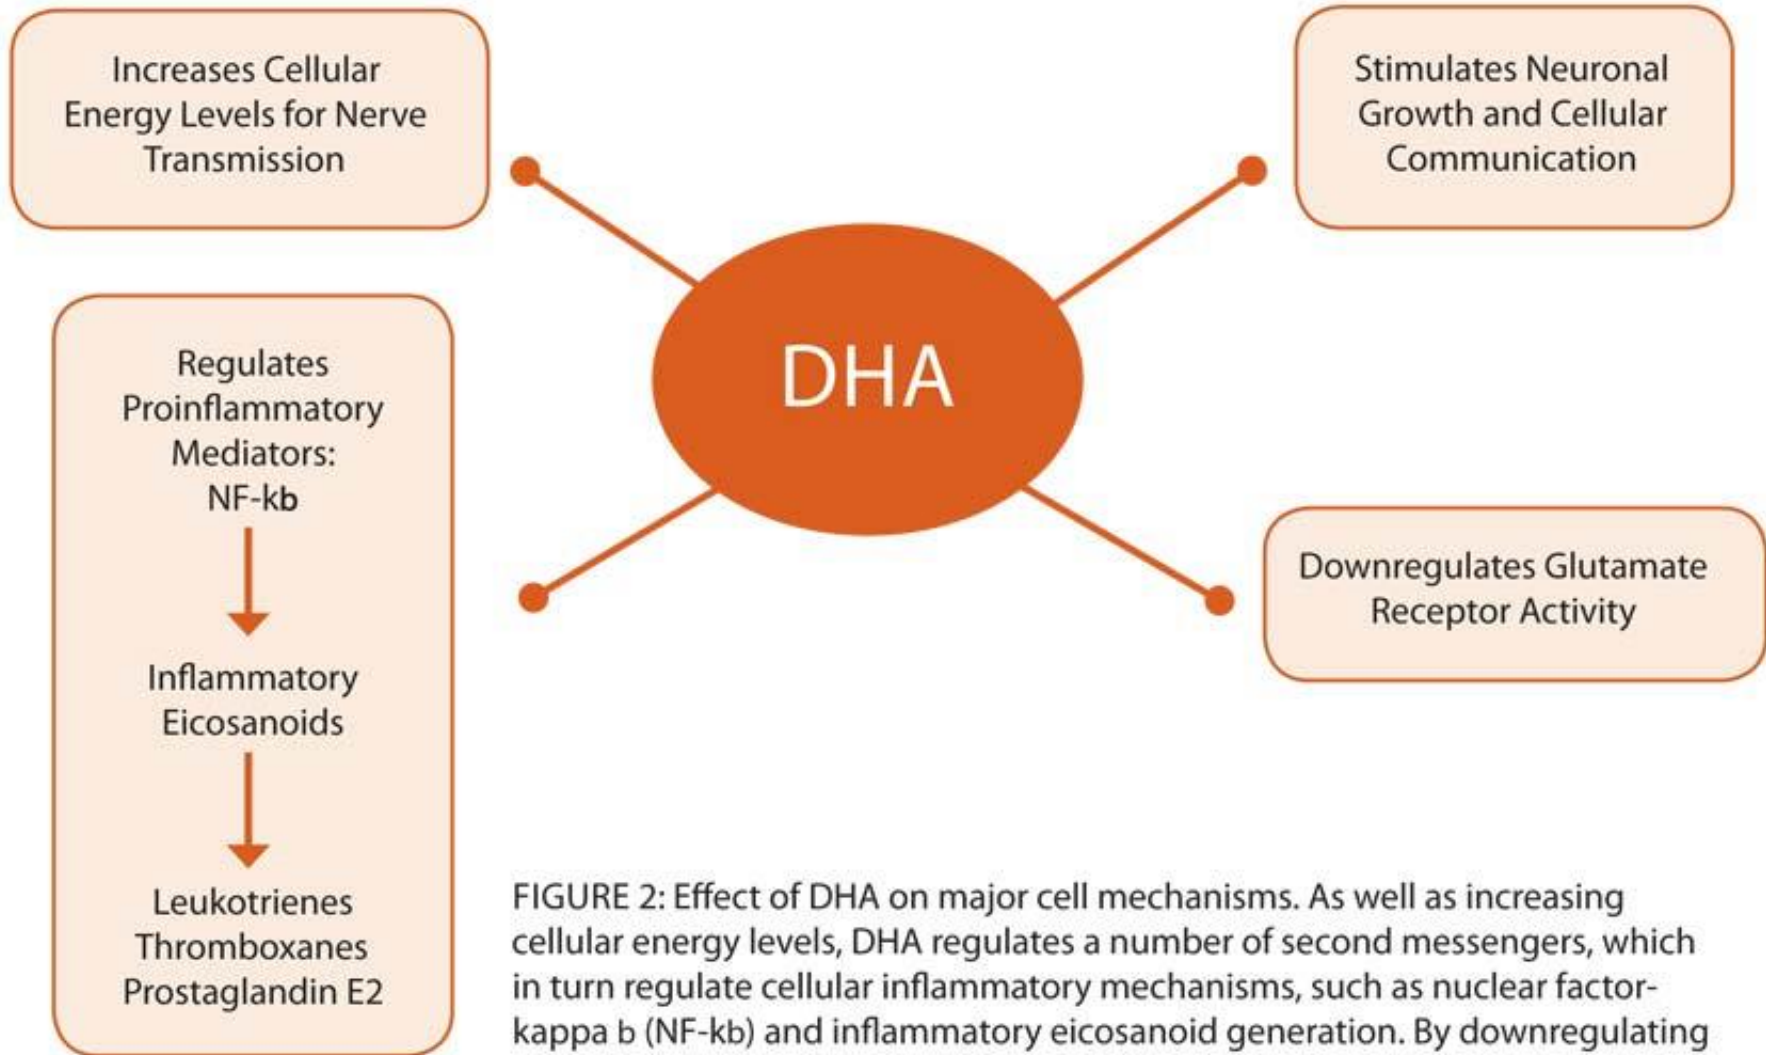 Increases Cellular
Energy Levels for Nerve
Transmission
Stimulates Neuronal
Growth and Cellular
Communication
DHA
Regulates
Proinflammatory
Mediators:
NF-kb
Inflammatory
Eicosanoids
Leukotrienes
Thromboxanes
Prostaglandin E2
Downregulates Glutamate
Receptor Activity
FIGURE 2: Effect of DHA on major cell mechanisms. As well as increasing
cellular energy levels, DHA regulates a number of second messengers, which
in turn regulate cellular inflammatory mechanisms, such as nuclear factor-
kappa b (NF-kb) and inflammatory eicosanoid generation. By downregulating